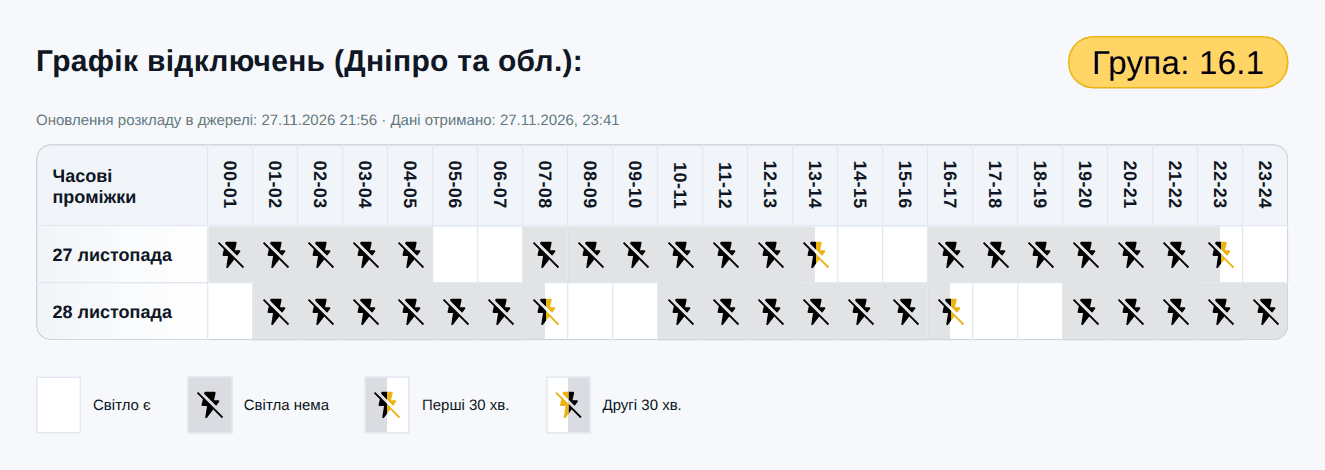 Графік відключень (Дніпро та обл.):
Група: 16.1
Оновлення розкладу в джерелі: 27.11.2026 21:56 · Дані отримано: 27.11.2026, 23:41
Часові
проміжки
00-01 01-02 02-03 03-04 04-05 05-06 06-07 07-08 08-09 09-10 10-11 11-12 12-13 13-14 14-15 15-16 16-17 17-18 18-19 19-20 20-21 21-22 22-23 23-24
27 листопада
28 листопада
Світло є
Світла нема
Перші 30 хв.
Другі 30 хв.